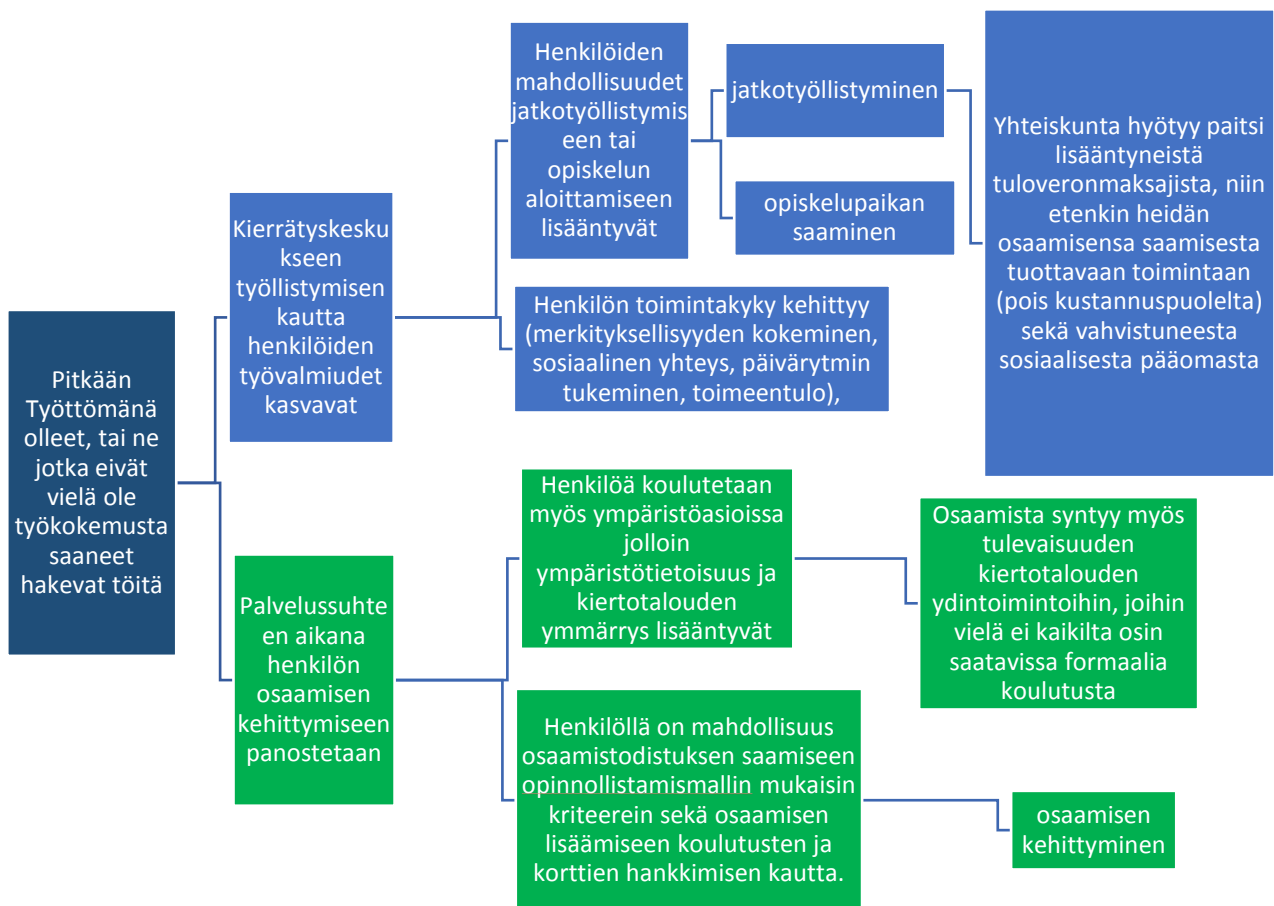 Pitkään
Työttömänä
olleet, tai ne
jotka eivät
vielä ole
työkokemusta
saaneet
hakevat töitä
Kierrätyskesku
kseen
työllistymisen
kautta
henkilöiden
työvalmiudet
kasvavat
Henkilöiden
mahdollisuudet
jatkotyöllistymis
een tai
opiskelun
aloittamiseen
lisääntyvät
jatkotyöllistyminen
Yhteiskunta hyötyy paitsi
lisääntyneistä
tuloveronmaksajista, niin
etenkin heidän
osaamisensa saamisesta
tuottavaan toimintaan
(pois kustannuspuolelta)
sekä vahvistuneesta
sosiaalisesta pääomasta
opiskelupaikan
saaminen
Henkilön toimintakyky kehittyy
(merkityksellisyyden kokeminen,
sosiaalinen yhteys, päivärytmin
tukeminen, toimeentulo),
Palvelussuhte
en aikana
henkilön
osaamisen
kehittymiseen
panostetaan
Henkilöä koulutetaan
myös ympäristöasioissa
jolloin
ympäristötietoisuus ja
kiertotalouden
ymmärrys lisääntyvät
Osaamista syntyy myös
tulevaisuuden
kiertotalouden
ydintoimintoihin, joihin
vielä ei kaikilta osin
saatavissa formaalia
koulutusta
Henkilöllä on mahdollisuus
osaamistodistuksen saamiseen
opinnollistamismallin mukaisin
kriteerein sekä osaamisen
lisäämiseen koulutusten ja
korttien hankkimisen kautta.
osaamisen
kehittyminen